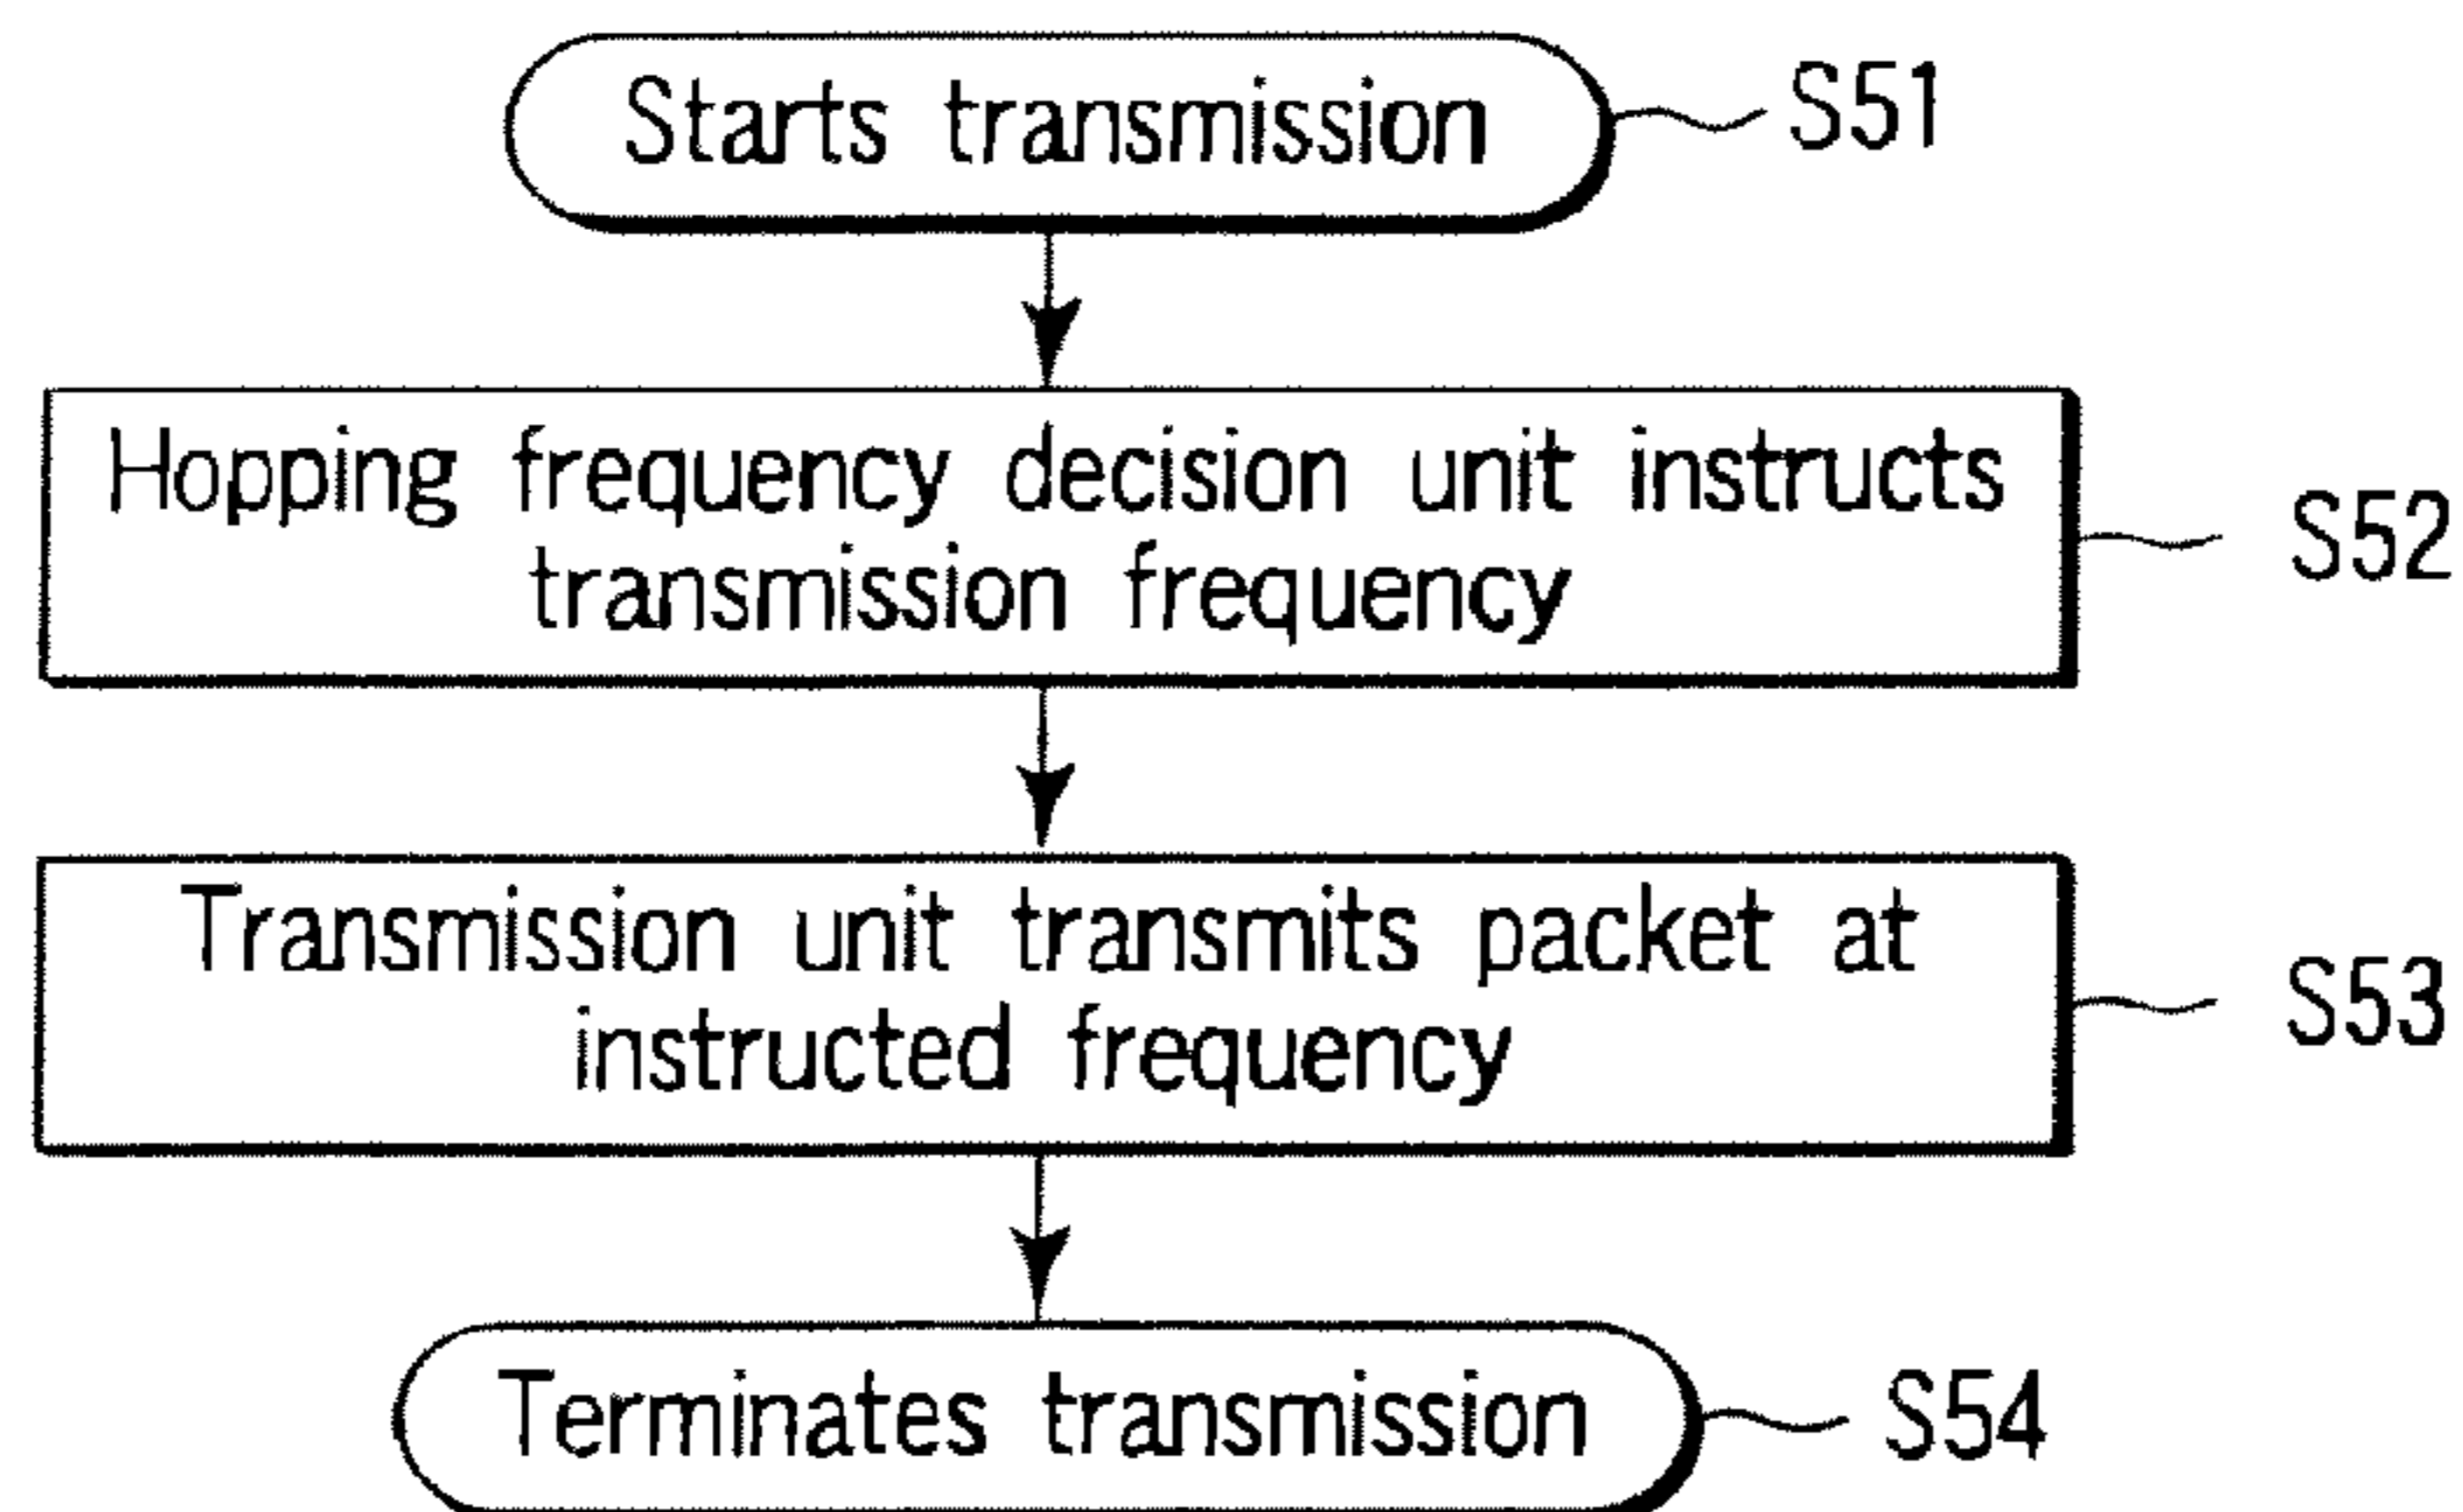 Starts transmission
S51
Hopping frequency decision unit instructs
transmission frequency
S52
Transmission unit transmits packet at
instructed frequency
S53
Terminates transmission
S54